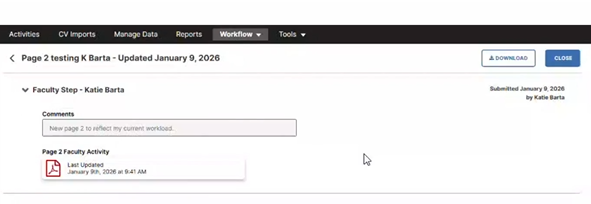 Activities CV Imports Manage Data Reports Workflow Tools
Page 2 testing K Barta - Updated January 9, 2026 DOWNLOAD CLOSE
Faculty Step - Katie Barta Submitted January 9, 2026
by Katie Barta
Comments
New page 2 to reflect my current workload.
Page 2 Faculty Activity
Last Updated
January 9th, 2026 at 9:41 AM